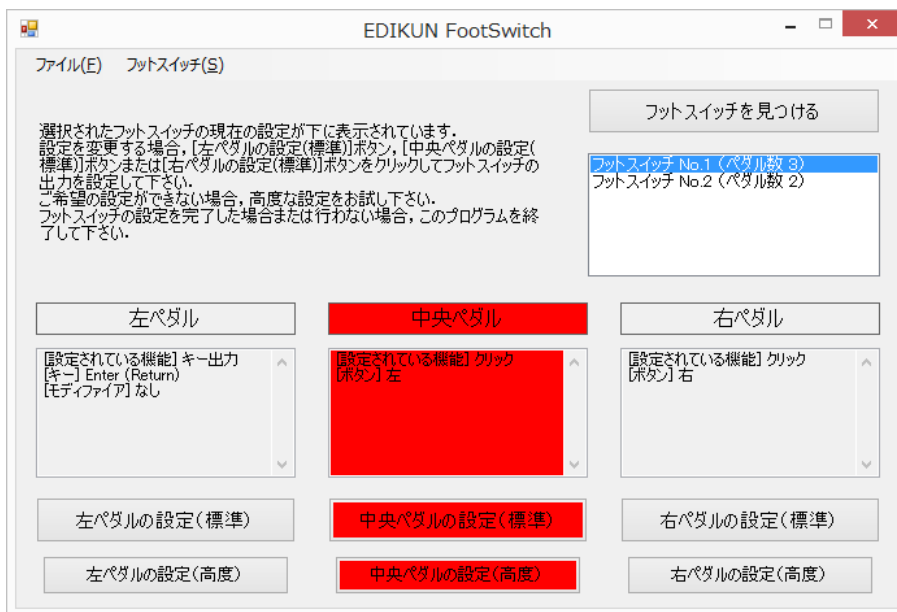 EDIKUN FootSwitch
ファイル(F) フットスイッチ(S)
フットスイッチを見つける
選択されたフットスイッチの現在の設定が下に表示されています.
設定を変更する場合, [左ペダルの設定(標準)]ボタン, [中央ペダルの設定(
標準)]ボタンまたは[右ペダルの設定(標準)]ボタンをクリックしてフットスイッチの
出力を設定して下さい.
ご希望の設定ができない場合, 高度な設定をお試し下さい.
フットスイッチの設定を完了した場合または行わない場合, このプログラムを終
了して下さい.
フットスイッチ No.1 (ペダル数 3)
フットスイッチ No.2 (ペダル数 2)
左ペダル
中央ペダル
右ペダル
[設定されている機能] キー出力
[キー] Enter (Return)
[モディファイア] なし
[設定されている機能] クリック
[ボタン] 左
[設定されている機能] クリック
[ボタン] 右
左ペダルの設定(標準)
中央ペダルの設定(標準)
右ペダルの設定(標準)
左ペダルの設定(高度)
中央ペダルの設定(高度)
右ペダルの設定(高度)